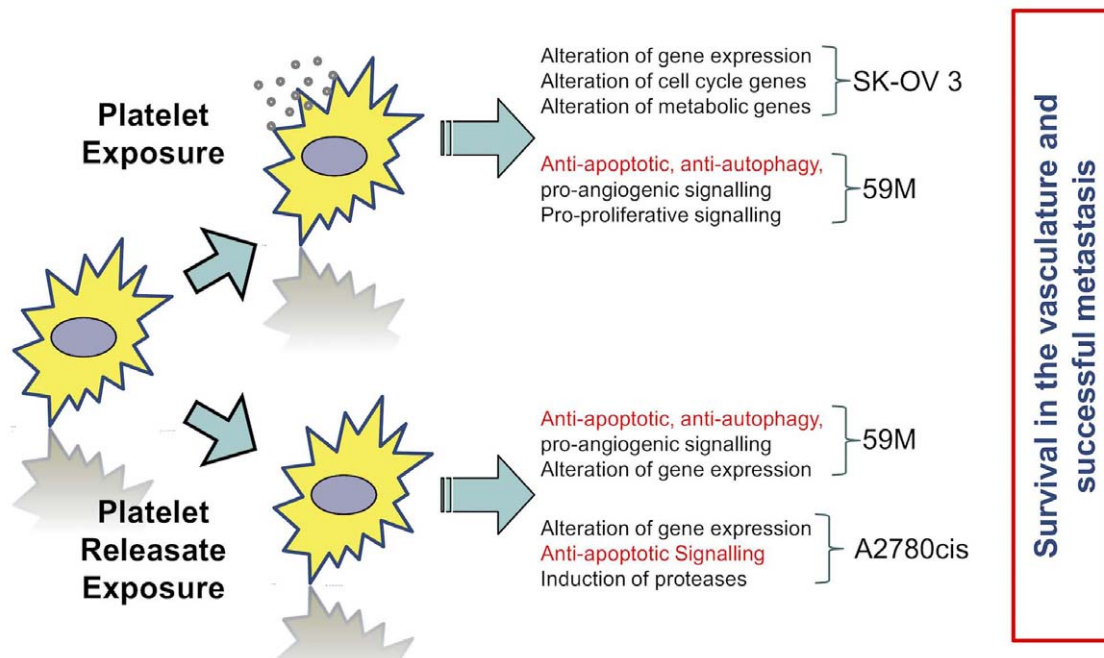 Platelet
Exposure
Alteration of gene expression
Alteration of cell cycle genes
Alteration of metabolic genes
SK-OV 3
Anti-apoptotic, anti-autophagy,
pro-angiogenic signalling
Pro-proliferative signalling
59M
Platelet
Releasate
Exposure
Anti-apoptotic, anti-autophagy,
pro-angiogenic signalling
Alteration of gene expression
59M
Alteration of gene expression
Anti-apoptotic Signalling
Induction of proteases
A2780cis
Survival in the vasculature and
successful metastasis